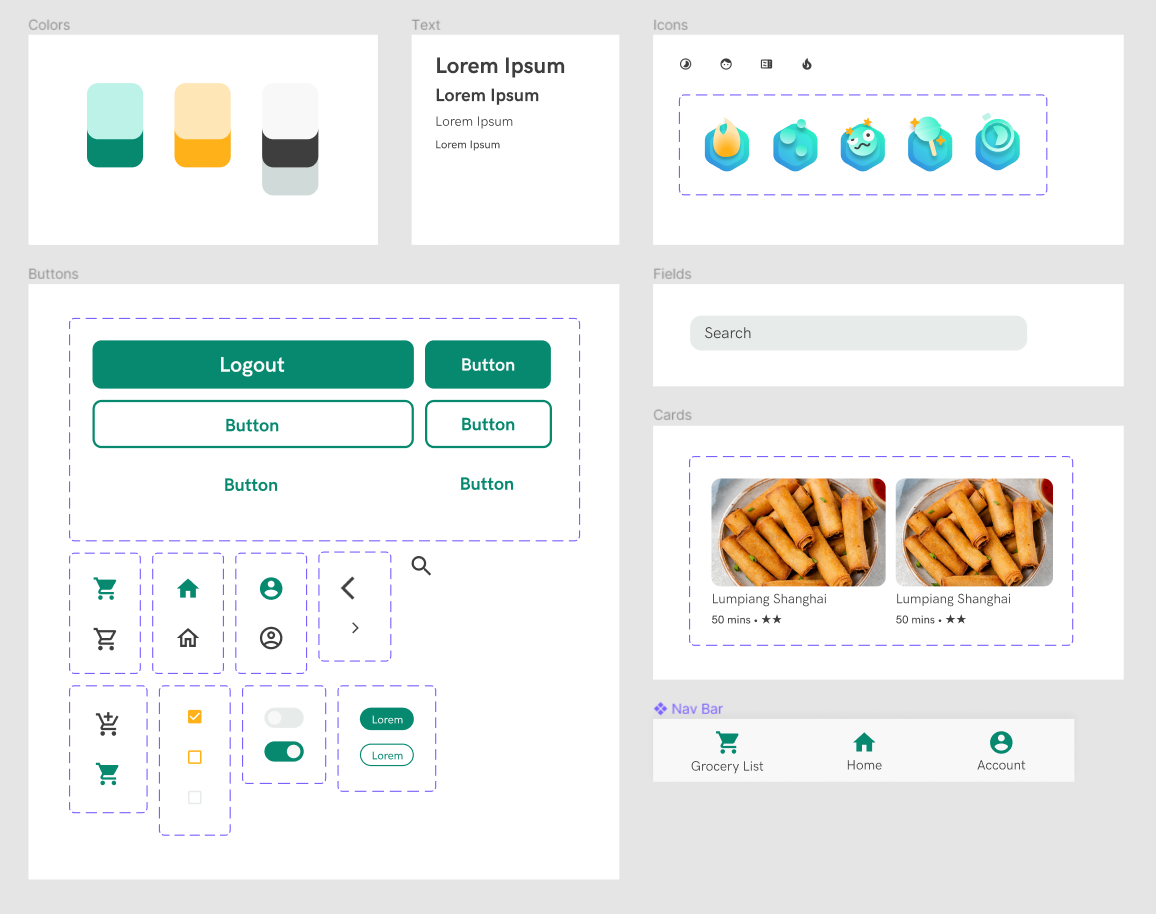 Colors
Text
Lorem Ipsum
Lorem Ipsum
Lorem Ipsum
Lorem Ipsum
Icons
Buttons
Logout
Button
Button
Button
Button
Button
Lorem
Lorem
Fields
Search
Cards
Lumpiang Shanghai
50 mins • ★★
Lumpiang Shanghai
50 mins • ★★
Nav Bar
Grocery List
Home
Account